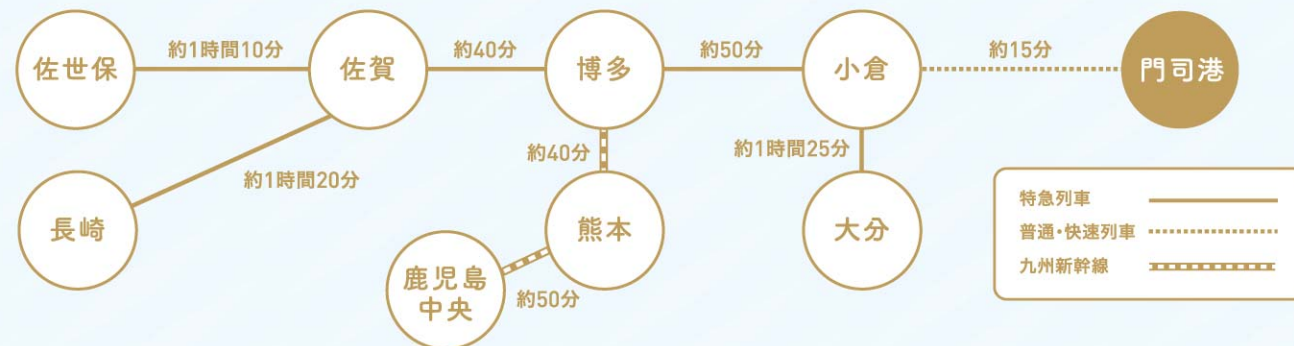 佐世保
約1時間10分
佐賀
約40分
博多
約50分
小倉
約15分
門司港
約1時間20分
約40分
約1時間25分
長崎
熊本
大分
鹿児島
中央
約50分
特急列車
普通・快速列車
九州新幹線